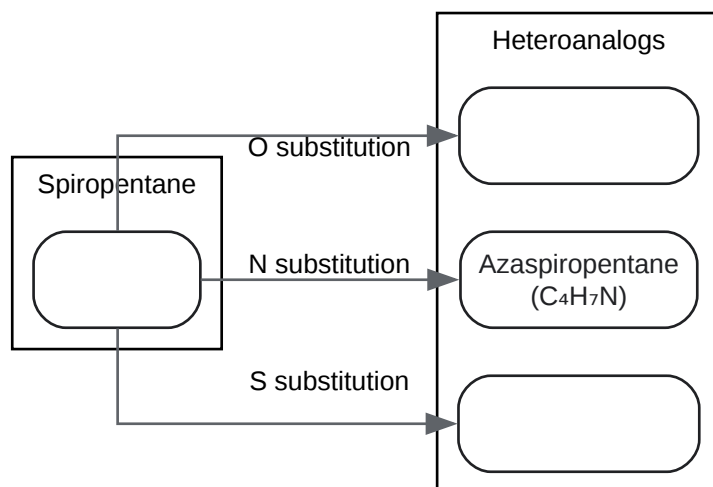 Heteroanalogs
O substitution
Spiropentane
N substitution
Azaspiropentane
(C₄H₇N)
S substitution